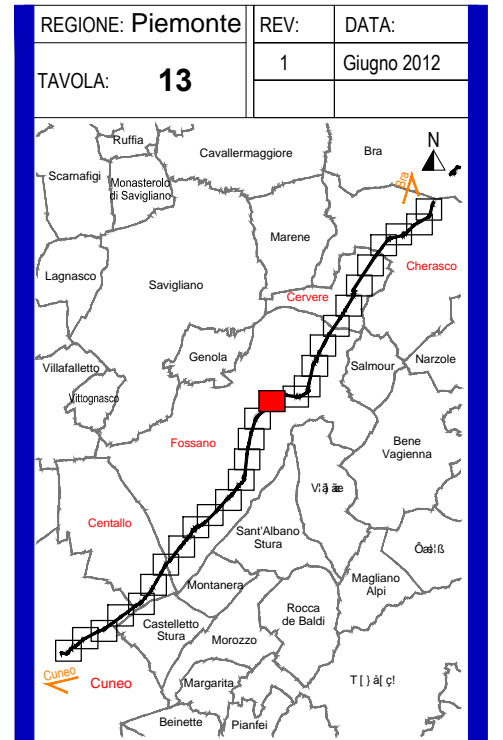 REGIONE: Piemonte
REV:
DATA:
TAVOLA: 13
1
Giugno 2012
Ruffia
Cavallermaggiore
Bra
N
Scarnafigi
Monasterolo
di Savigliano
Bra
Marene
Cherasco
Lagnasco
Savigliano
Cervere
Genola
Salmour
Narzole
Villafalletto
Vittognasco
Fossano
Bene
Vagienna
Centallo
Sant'Albano
Stura
Magliano
Alpi
Montanera
Rocca
de Baldi
Castelletto
Stura
Morozzo
Cuneo
Cuneo
Margarita
Beinette
Pianfei